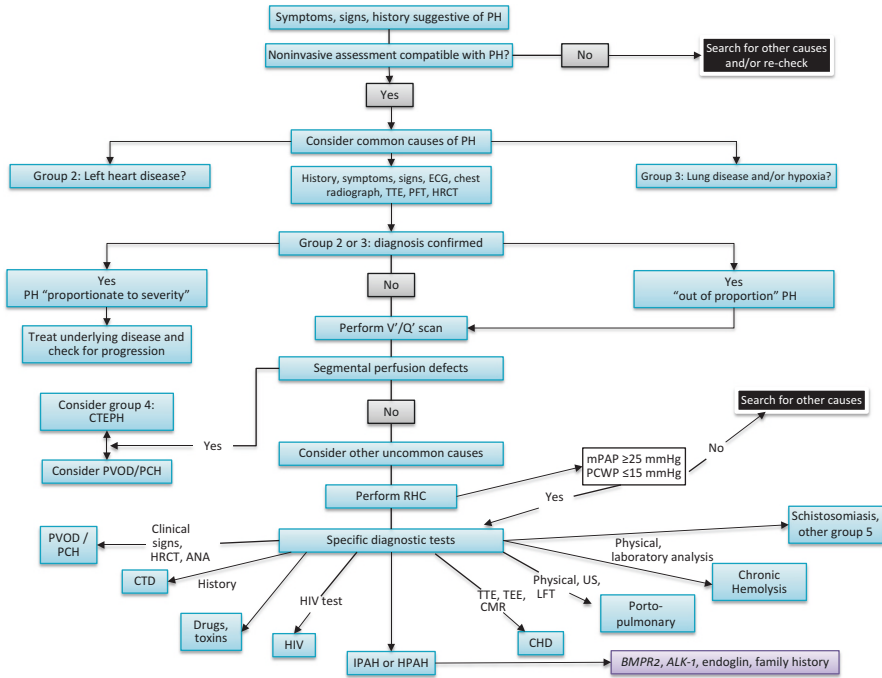 Symptoms, signs, history suggestive of PH
Noninvasive assessment compatible with PH?
No
Search for other causes
and/or re-check
Yes
Consider common causes of PH
Group 2: Left heart disease?
History, symptoms, signs, ECG, chest
radiograph, TTE, PFT, HRCT
Group 3: Lung disease and/or hypoxia?
Group 2 or 3: diagnosis confirmed
Yes
PH “proportionate to severity”
No
Yes
“out of proportion” PH
Treat underlying disease and
check for progression
Perform V’/Q’ scan
Segmental perfusion defects
Consider group 4:
CTEPH
Yes
Consider PVOD/PCH
No
Search for other causes
Consider other uncommon causes
mPAP ≥25 mmHg
PCWP ≤15 mmHg
No
Perform RHC
Yes
Specific diagnostic tests
PVOD /
PCH
Clinical
signs,
HRCT, ANA
Schistosomiasis,
other group 5
Physical,
laboratory analysis
CTD
History
Chronic
Hemolysis
Drugs,
toxins
HIV test
HIV
TTE, TEE,
CMR
CHD
Physical, US,
LFT
Porto-
pulmonary
IPAH or HPAH
BMPR2, ALK-1, endoglin, family history